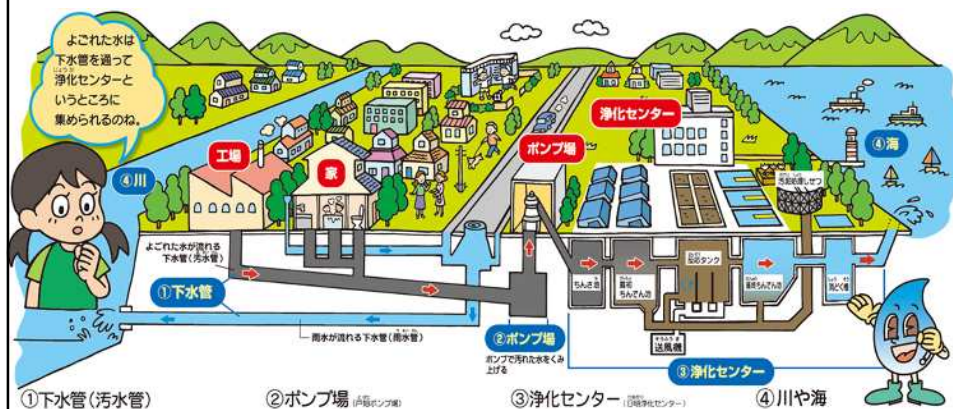 よごれた水は
下水管を通って
浄化センターと
いうところに
集められるのね。
④川
工場
家
ポンプ場
浄化センター
④海
汚泥処理しせつ
よごれた水が流れる
下水管(汚水管)
①下水管
雨水が流れる下水管(雨水管)
②ポンプ場
ポンプで汚れた水をくみ
上げる
ちんさ池
最初
ちんでん池
反応タンク
最終ちんでん池
消どく槽
送風機
③浄化センター
①下水管(汚水管)
②ポンプ場
③浄化センター
④川や海